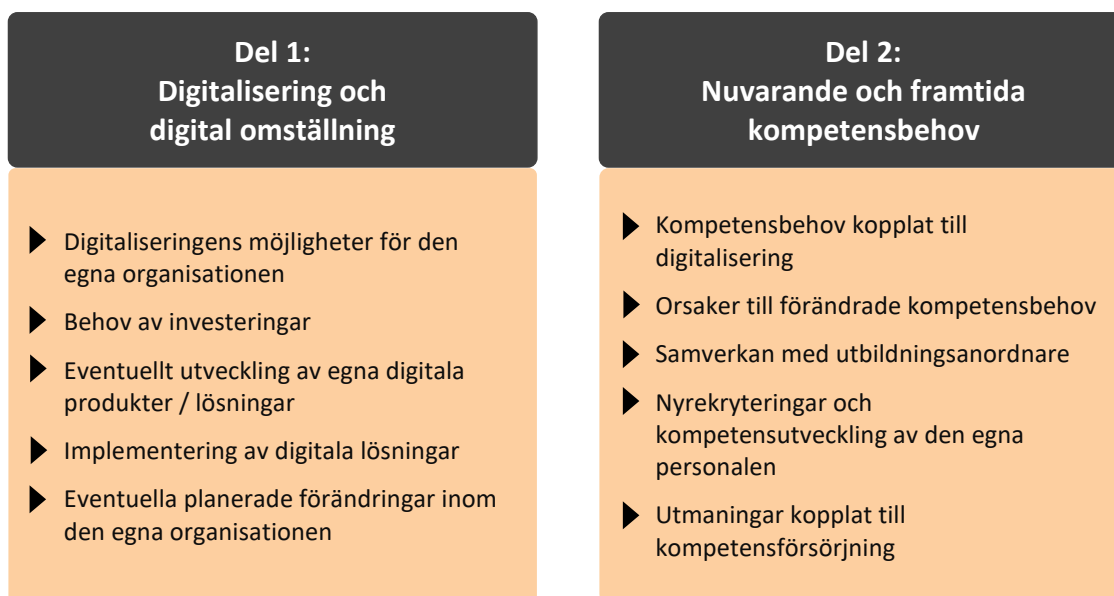 Del 1:
Digitalisering och
digital omställning
Digitaliseringens möjligheter för den
egna organisationen
Behov av investeringar
Eventuellt utveckling av egna digitala
produkter / lösningar
Implementering av digitala lösningar
Eventuella planerade förändringar inom
den egna organisationen
Del 2:
Nuvarande och framtida
kompetensbehov
Kompetensbehov kopplat till
digitalisering
Orsaker till förändrade kompetensbehov
Samverkan med utbildningsanordnare
Nyrekryteringar och
kompetensutveckling av den egna
personalen
Utmaningar kopplat till
kompetensförsörjning